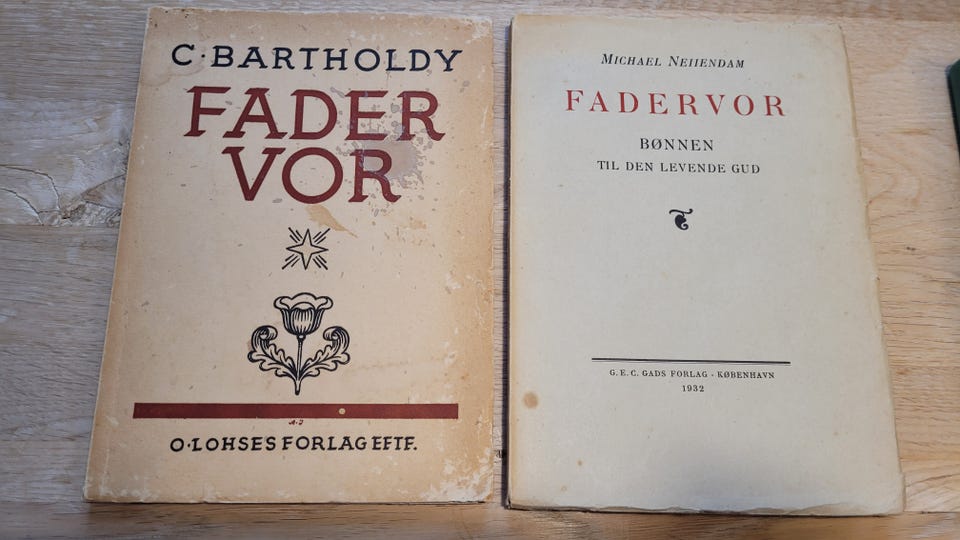 C·BARTHOLDY
FADER
VOR
A·J
O·LOHSES FORLAG EFTF.
MICHAEL NEIIENDAM
FADERVOR
BØNNEN
TIL DEN LEVENDE GUD
G. E. C. GADS FORLAG · KØBENHAVN
1932